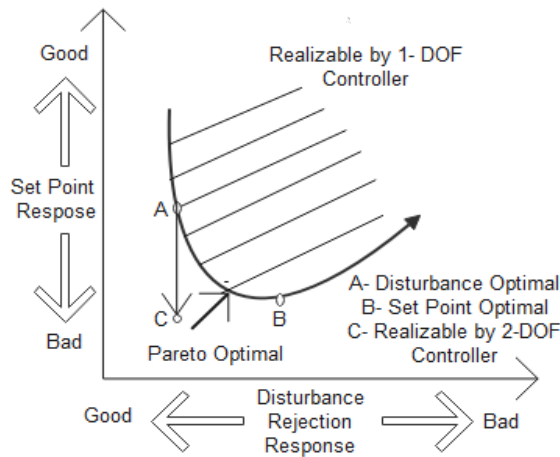 Good
Realizable by 1- DOF
Controller
Set Point
Respose
A
A- Disturbance Optimal
B- Set Point Optimal
C
B
C- Realizable by 2-DOF
Controller
Bad
Pareto Optimal
Good
Disturbance
Rejection
Response
Bad